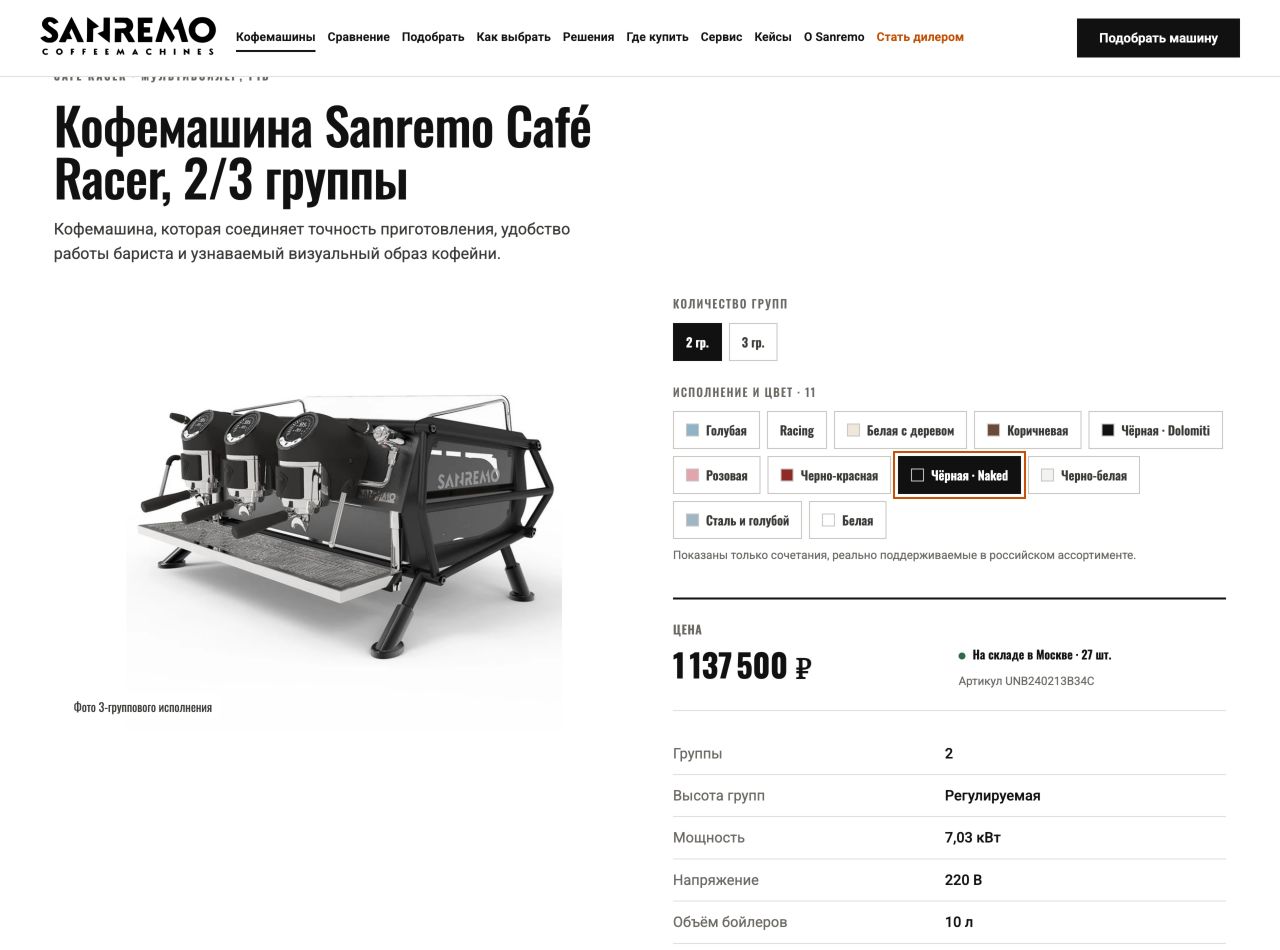 SANREMO
COFFEE MACHINES
Кофемашины Сравнение Подобрать Как выбрать Решения Где купить Сервис Кейсы О Sanremo Стать дилером
Подобрать машину
Кофемашина Sanremo Café
Racer, 2/3 группы
Кофемашина, которая соединяет точность приготовления, удобство
работы бариста и узнаваемый визуальный образ кофейни.
SANREMO
Фото 3-группового исполнения
КОЛИЧЕСТВО ГРУПП
2 гр. 3 гр.
ИСПОЛНЕНИЕ И ЦВЕТ · 11
Голубая Racing Белая с деревом Коричневая Чёрная · Dolomiti
Розовая Черно-красная Чёрная · Naked Черно-белая
Сталь и голубой Белая
Показаны только сочетания, реально поддерживаемые в российском ассортименте.
ЦЕНА
1 137 500 ₽
На складе в Москве · 27 шт.
Артикул UNB240213B34C
Группы 2
Высота групп Регулируемая
Мощность 7,03 кВт
Напряжение 220 В
Объём бойлеров 10 л